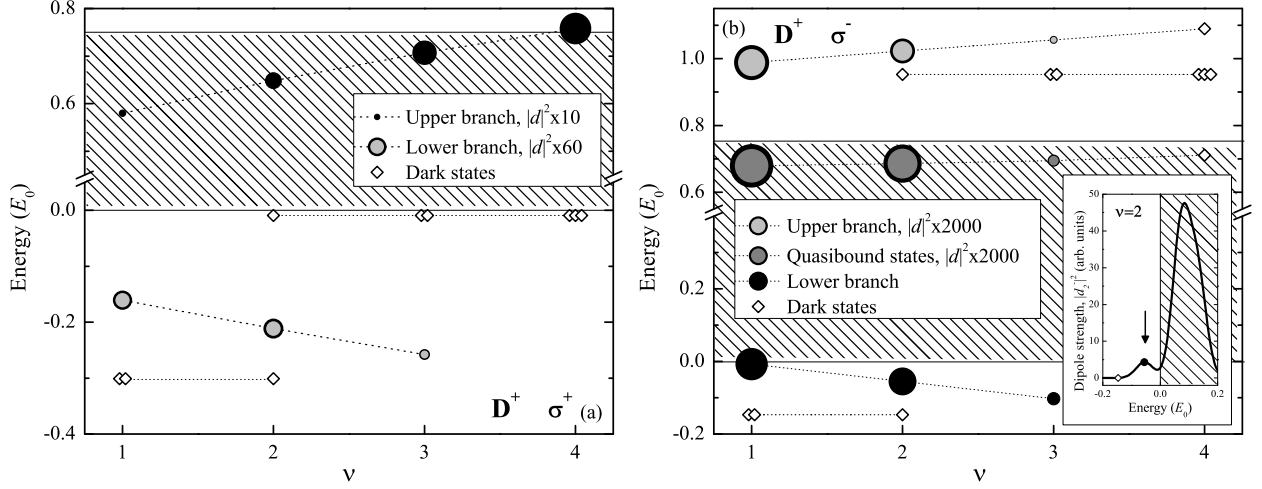 0.8
0.6
0.0
-0.2
-0.4
Energy (E₀)
Upper branch, |d|²x10
Lower branch, |d|²x60
Dark states
D⁺ σ⁺ (a)
1 2 3 4
ν
(b) D⁺ σ⁻
1.0
0.8
0.6
0.2
0.0
-0.2
Energy (E₀)
Upper branch, |d|²x2000
Quasibound states, |d|²x2000
Lower branch
Dark states
1 2 3 4
ν
ν=2
50
40
30
20
10
0
Dipole strength, |d₂⁻|² (arb. units)
-0.2 0.0 0.2
Energy (E₀)